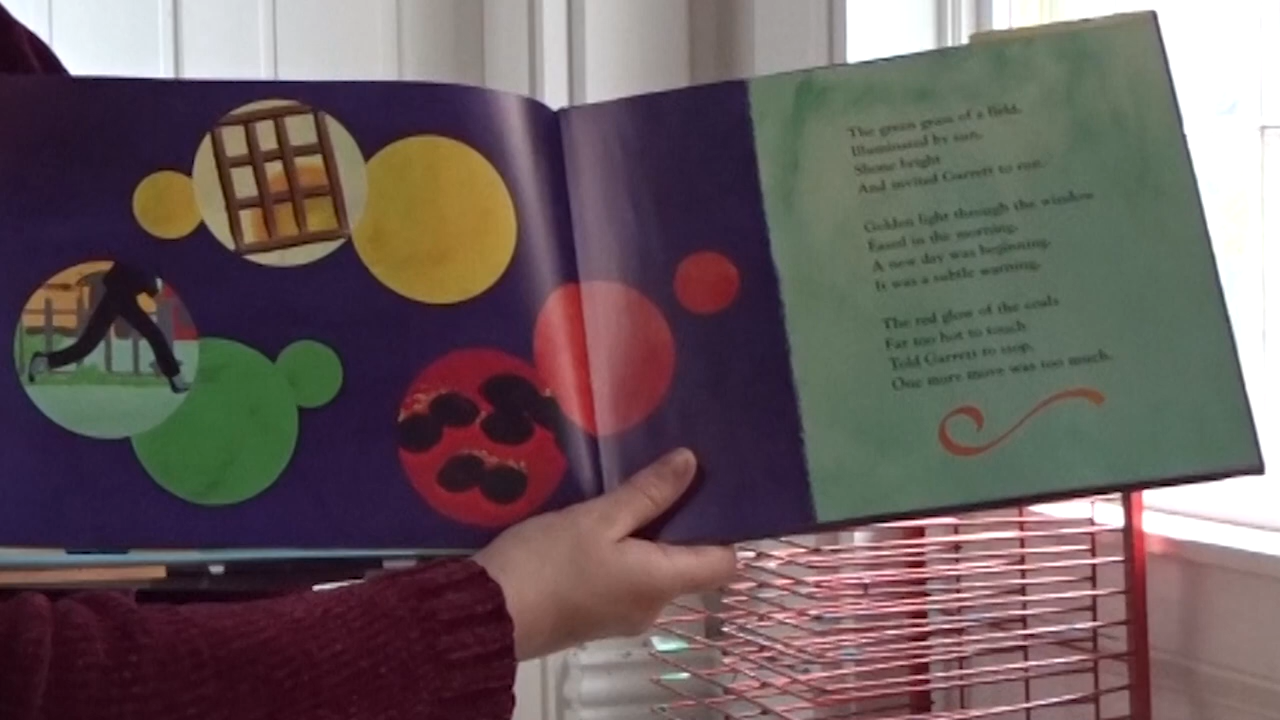 The green grass of a field,
Illuminated by sun,
Shone bright
And invited Garrett to run.
Golden light through the window
Eased in the morning,
A new day was beginning,
It was a subtle warning.
The red glow of the coals
Far too hot to touch
Told Garrett to stop,
One more move was too much.